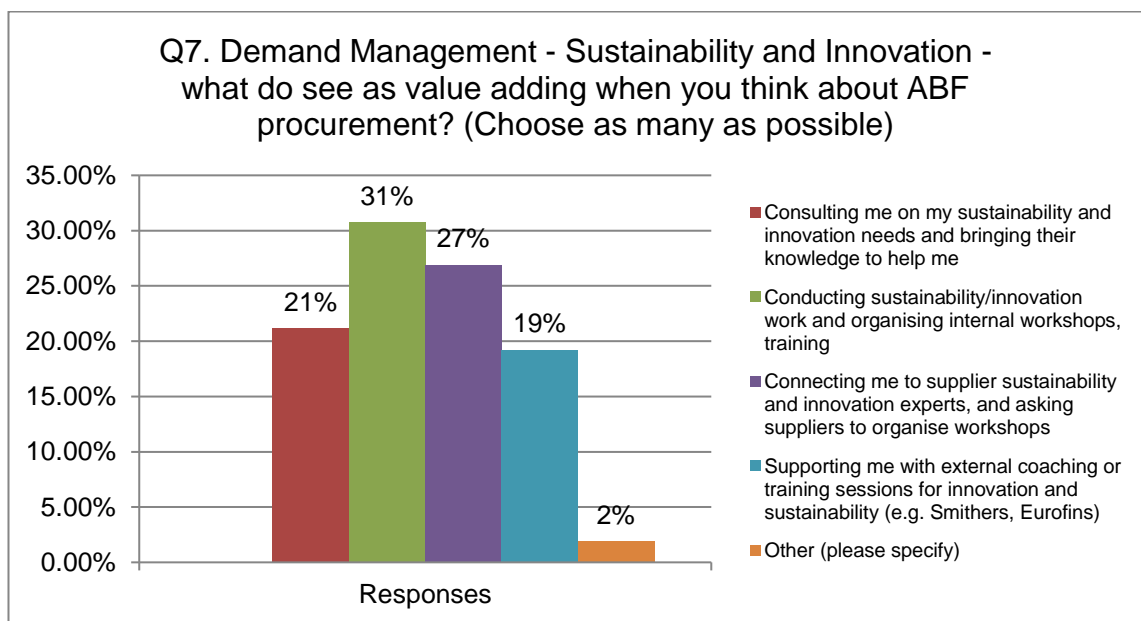 Q7. Demand Management - Sustainability and Innovation -
what do see as value adding when you think about ABF
procurement? (Choose as many as possible)
35.00%
30.00%
25.00%
20.00%
15.00%
10.00%
5.00%
0.00%
21%
31%
27%
19%
2%
Responses
Consulting me on my sustainability and
innovation needs and bringing their
knowledge to help me
Conducting sustainability/innovation
work and organising internal workshops,
training
Connecting me to supplier sustainability
and innovation experts, and asking
suppliers to organise workshops
Supporting me with external coaching or
training sessions for innovation and
sustainability (e.g. Smithers, Eurofins)
Other (please specify)